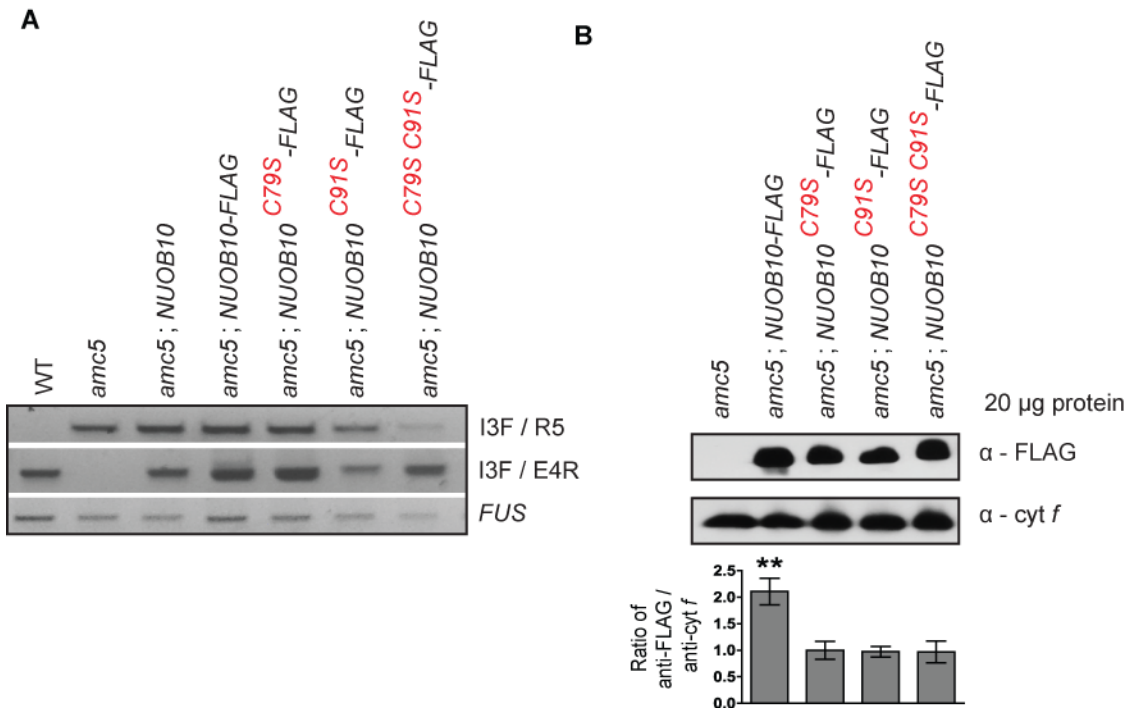 A
WT
amc5
amc5 ; NUOB10
amc5 ; NUOB10-FLAG
amc5 ; NUOB10 C79S -FLAG
amc5 ; NUOB10 C91S -FLAG
amc5 ; NUOB10 C79S C91S -FLAG
I3F / R5
I3F / E4R
FUS
B
amc5
amc5 ; NUOB10-FLAG
amc5 ; NUOB10 C79S -FLAG
amc5 ; NUOB10 C91S -FLAG
amc5 ; NUOB10 C79S C91S -FLAG
20 µg protein
α - FLAG
α - cyt f
Ratio of
anti-FLAG /
anti-cyt f
2.5
2.0
1.5
1.0
0.5
0.0
**